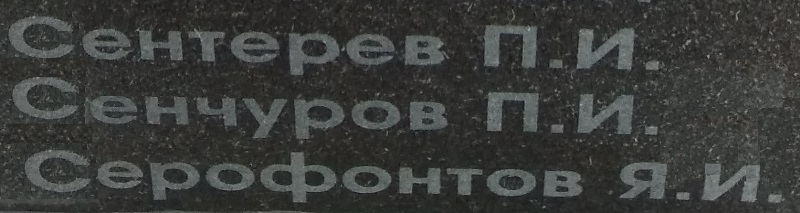 Сентерев П.И.
Сенчуров П.И.
Серофонтов Я.И.